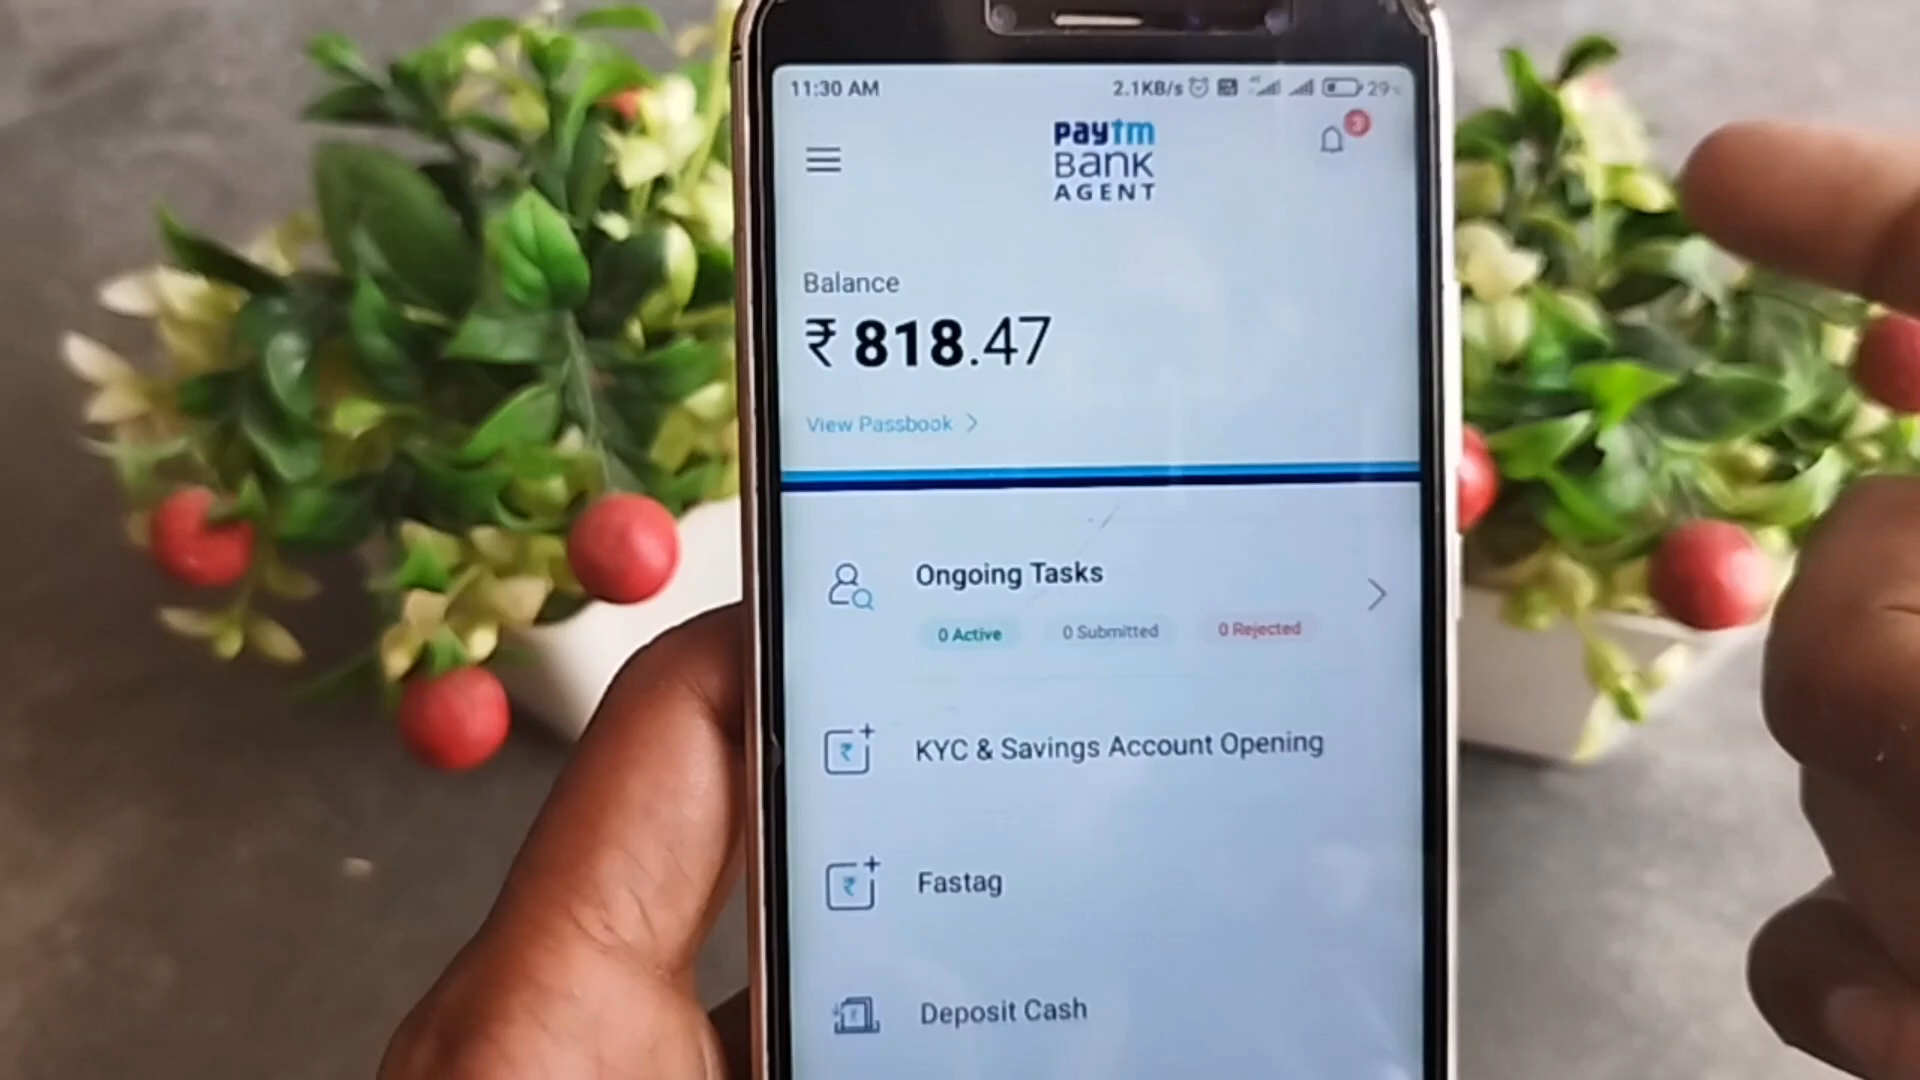 11:30 AM 2.1KB/s 29
paytm
Bank
AGENT
3
Balance
₹ 818.47
View Passbook >
Ongoing Tasks
0 Active 0 Submitted 0 Rejected
KYC & Savings Account Opening
Fastag
Deposit Cash